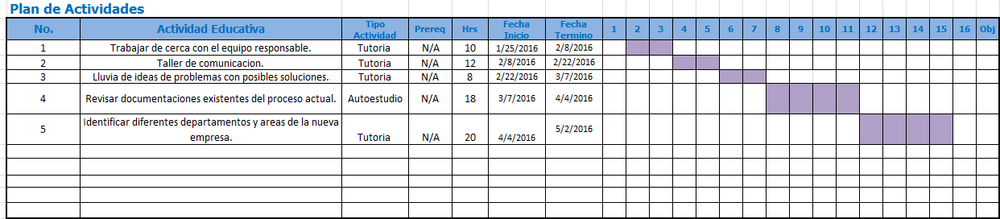 Plan de Actividades
No. Actividad Educativa Tipo Actividad Prereq Hrs Fecha Inicio Fecha Termino 1 2 3 4 5 6 7 8 9 10 11 12 13 14 15 16 Obj
1 Trabajar de cerca con el equipo responsable. Tutoria N/A 10 1/25/2016 2/8/2016
2 Taller de comunicacion. Tutoria N/A 12 2/8/2016 2/22/2016
3 Lluvia de ideas de problemas con posibles soluciones. Tutoria N/A 8 2/22/2016 3/7/2016
4 Revisar documentaciones existentes del proceso actual. Autoestudio N/A 18 3/7/2016 4/4/2016
5 Identificar diferentes departamentos y areas de la nueva empresa. Tutoria N/A 20 4/4/2016 5/2/2016